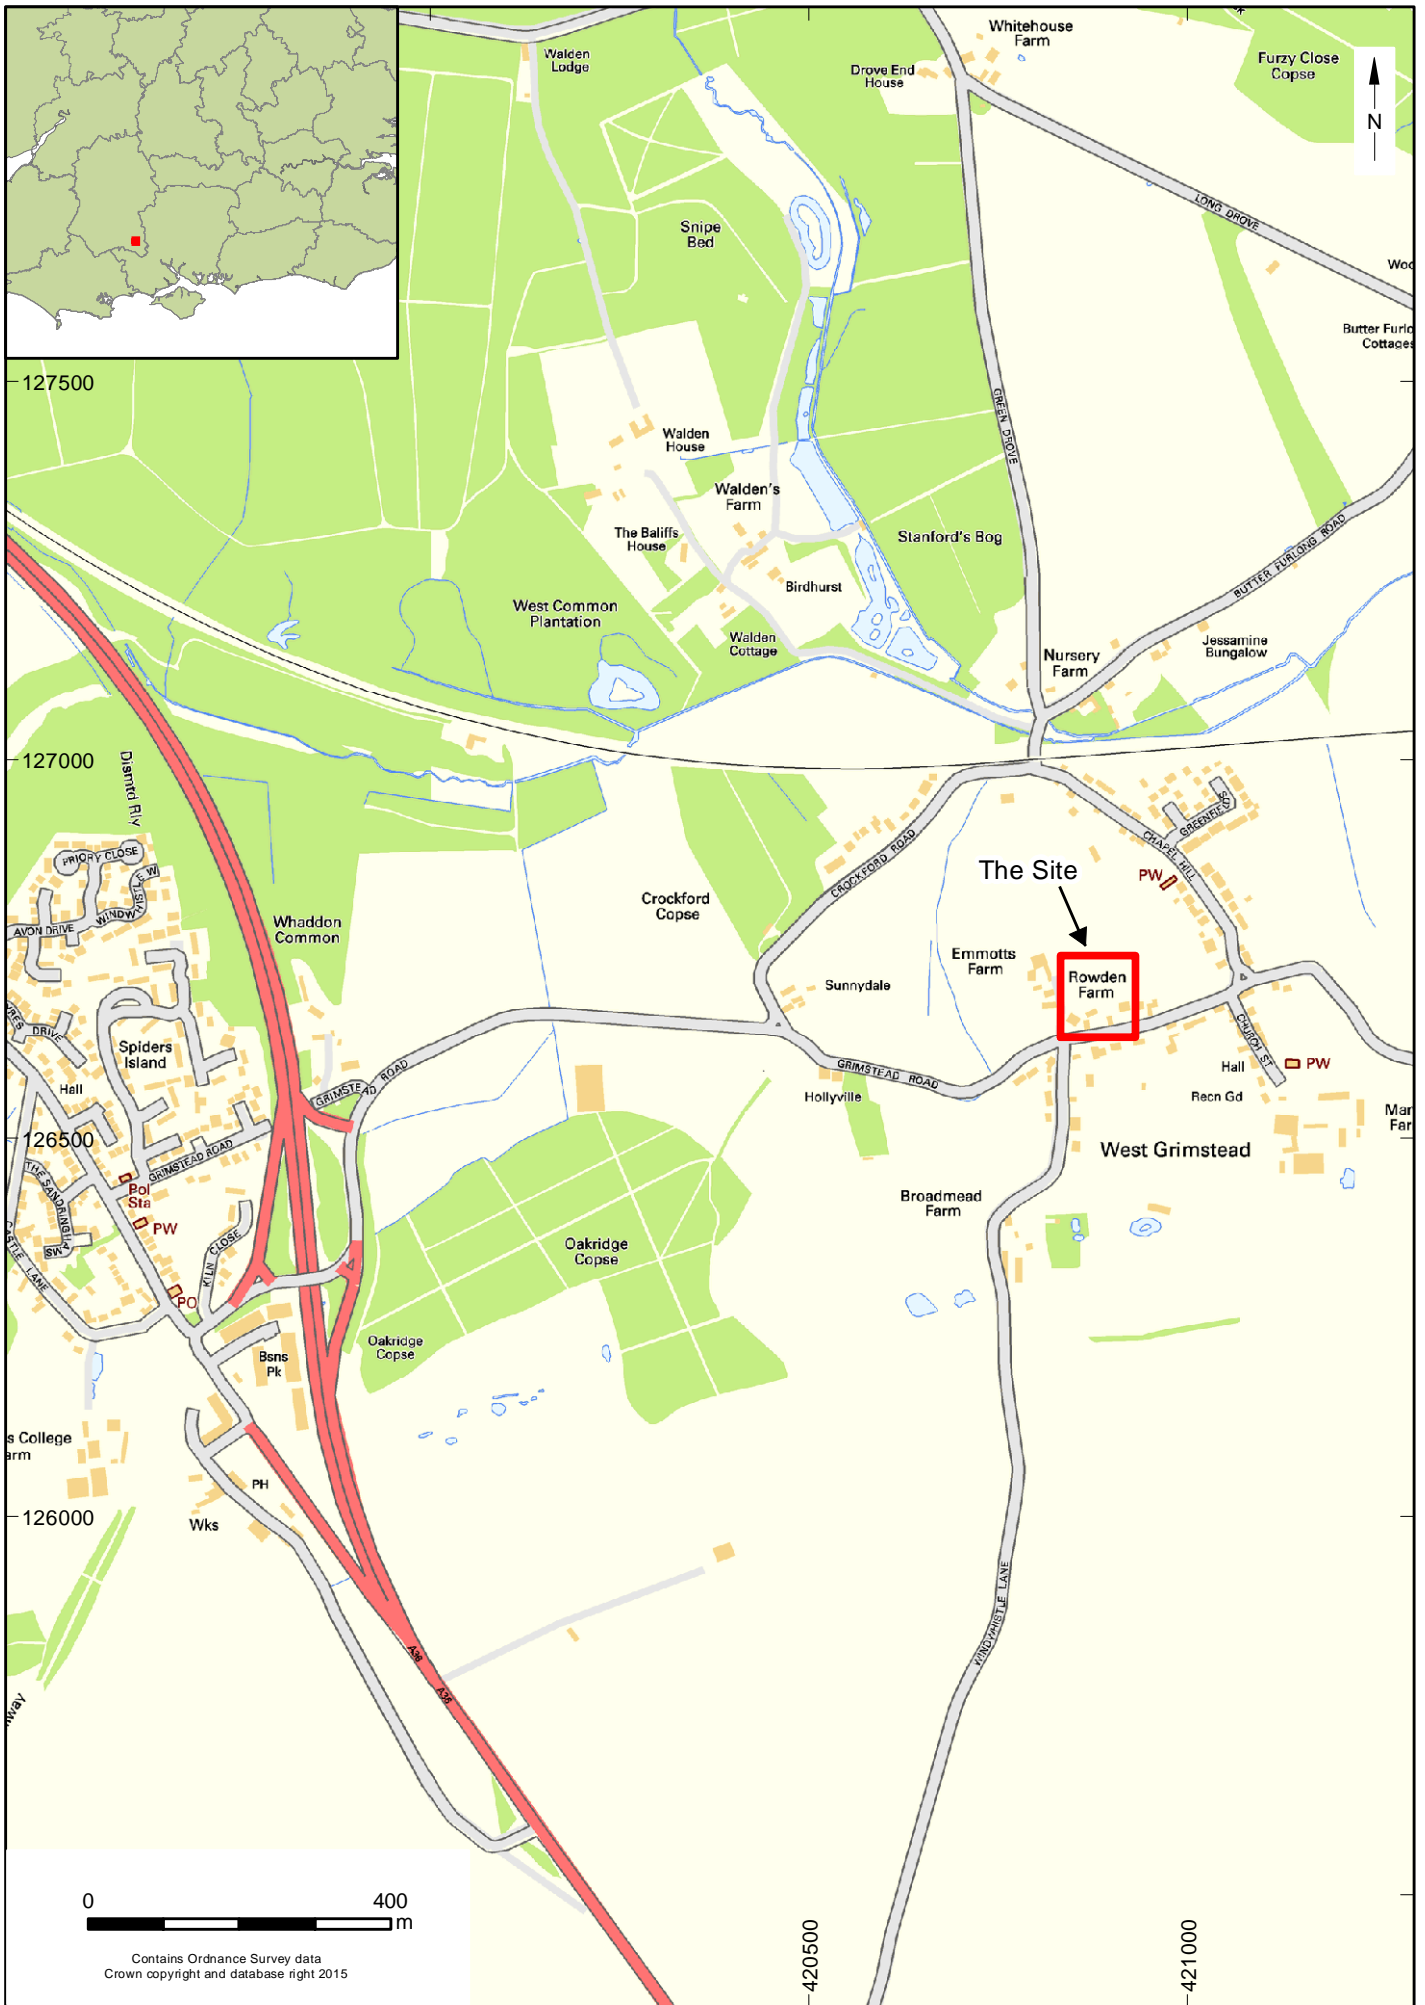 Whitehouse
Farm
Walden
Lodge
Drove End
House
Furzy Close
Copse
N
LONG DROVE
Snipe
Bed
Butter Furlo
Cottages
127500
GREEN DROVE
Walden
House
Walden's
Farm
The Baliffs
House
Stanford's Bog
BUTTER FURLONG ROAD
Birdhurst
West Common
Plantation
Walden
Cottage
Jessamine
Bungalow
Nursery
Farm
127000
Dismtd Rly
GREENFIELDS
CHAPEL HILL
PRIORY CLOSE
CROCKFORD ROAD
The Site
PW
Crockford
Copse
AVON DRIVE
Whaddon
Common
Emmotts
Farm
Rowden
Farm
Sunnydale
DRIVE
CHURCH ST
Spiders
Island
Hall
PW
GRIMSTEAD ROAD
GRIMSTEAD ROAD
Hall
Hollyville
Recn Gd
Mar
Far
126500
GRIMSTEAD ROAD
West Grimstead
THE SANDRINGHAMS
Pol
Sta
PW
Broadmead
Farm
CASTLE LANE
KILN CLOSE
Oakridge
Copse
PO
Oakridge
Copse
Bsns
Pk
s College
arm
PH
126000
Wks
WINDWHISTLE LANE
A36
A36
way
0 400
m
Contains Ordnance Survey data
Crown copyright and database right 2015
420500
421000